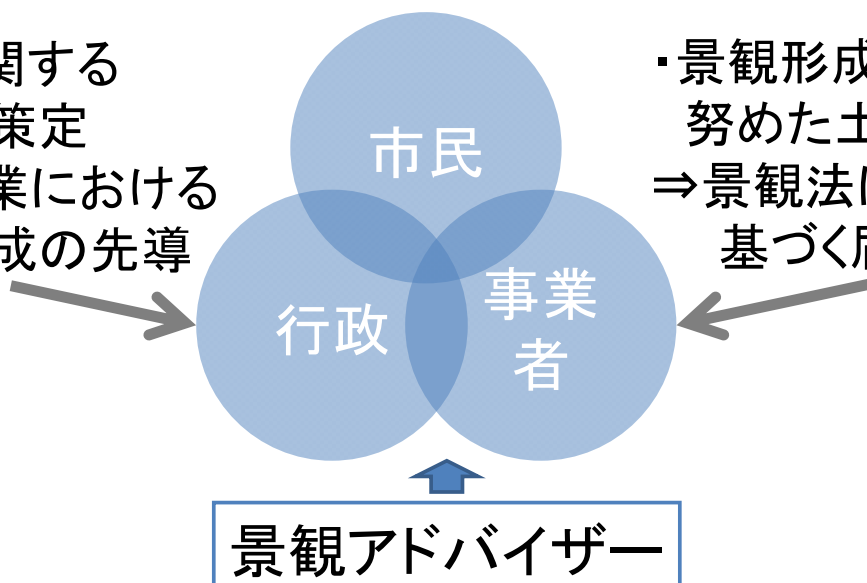 関する
策定
業における
成の先導
市民
行政
事業
者
・景観形成
努めた土
⇒景観法に
基づく届
景観アドバイザー